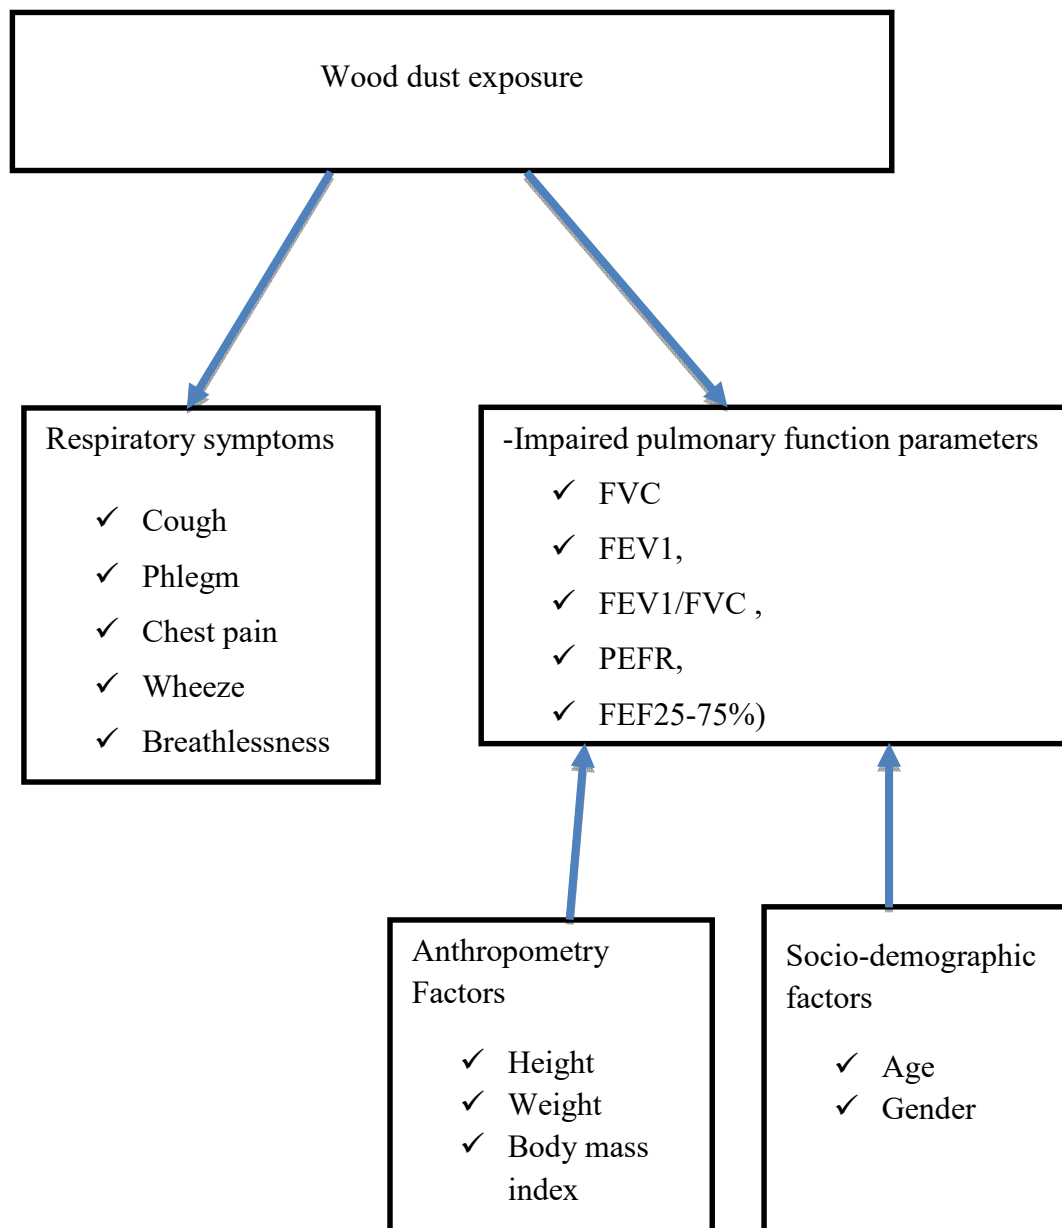 Wood dust exposure
Respiratory symptoms
✓ Cough
✓ Phlegm
✓ Chest pain
✓ Wheeze
✓ Breathlessness
-Impaired pulmonary function parameters
✓ FVC
✓ FEV1,
✓ FEV1/FVC ,
✓ PEFR,
✓ FEF25-75%)
Anthropometry
Factors
✓ Height
✓ Weight
✓ Body mass
index
Socio-demographic
factors
✓ Age
✓ Gender